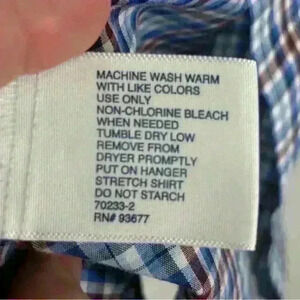 MACHINE WASH WARM
WITH LIKE COLORS
USE ONLY
NON-CHLORINE BLEACH
WHEN NEEDED
TUMBLE DRY LOW
REMOVE FROM
DRYER PROMPTLY
PUT ON HANGER
STRETCH SHIRT
DO NOT STARCH
70233-2
RN# 93677